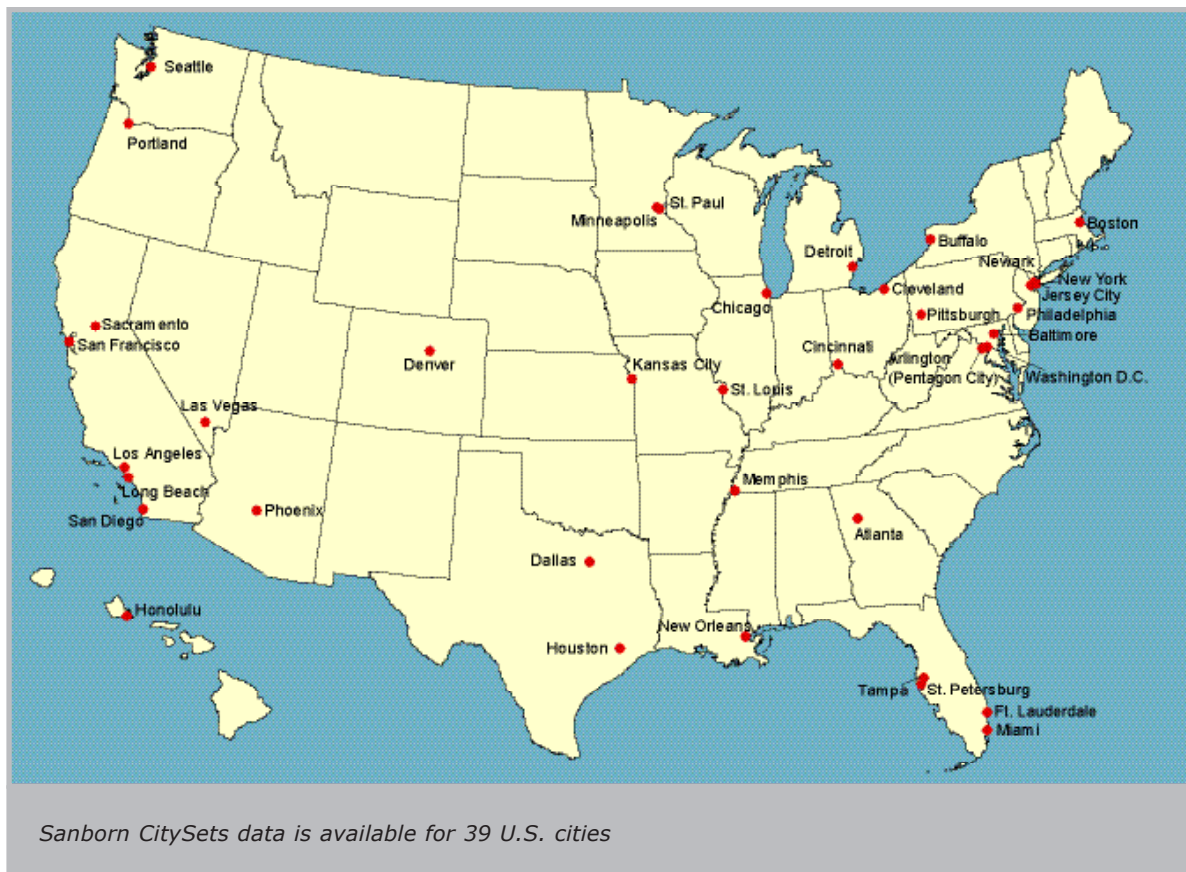 Seattle
Portland
St. Paul
Minneapolis
Boston
Buffalo
Detroit
Newark
New York
Cleveland
Jersey City
Chicago
Pittsburgh
Philadelphia
Sacramento
Baltimore
San Francisco
Cincinnati
Arlington
(Pentagon City)
Denver
Kansas City
Washington D.C.
St. Louis
Las Vegas
Los Angeles
Memphis
Long Beach
San Diego
Phoenix
Atlanta
Dallas
Honolulu
New Orleans
Houston
Tampa
St. Petersburg
Ft. Lauderdale
Miami
Sanborn CitySets data is available for 39 U.S. cities